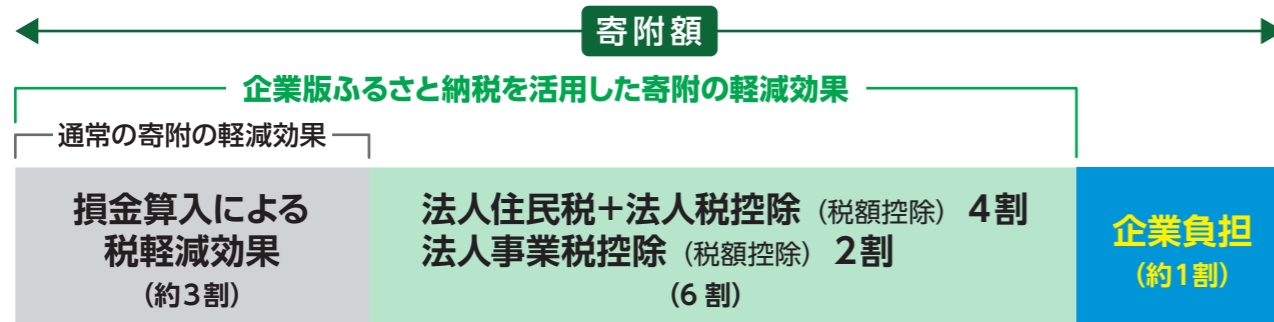 寄附額
企業版ふるさと納税を活用した寄附の軽減効果
通常の寄附の軽減効果
損金算入による
税軽減効果
(約3割)
法人住民税＋法人税控除（税額控除）4割
法人事業税控除（税額控除）2割
(6割)
企業負担
(約1割)